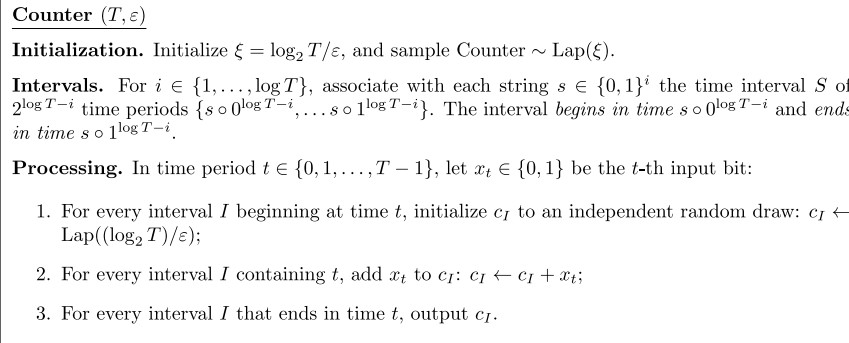 Counter (T, ε)
Initialization. Initialize ξ = log₂ T/ε, and sample Counter ∼ Lap(ξ).
Intervals. For i ∈ {1, . . . , log T}, associate with each string s ∈ {0, 1}ⁱ the time interval S of
2^{log T−i} time periods {s ∘ 0^{log T−i}, . . . s ∘ 1^{log T−i}}. The interval begins in time s ∘ 0^{log T−i} and ends
in time s ∘ 1^{log T−i}.
Processing. In time period t ∈ {0, 1, . . . , T − 1}, let x_t ∈ {0, 1} be the t-th input bit:
1. For every interval I beginning at time t, initialize c_I to an independent random draw: c_I ←
Lap((log₂ T)/ε);
2. For every interval I containing t, add x_t to c_I: c_I ← c_I + x_t;
3. For every interval I that ends in time t, output c_I.